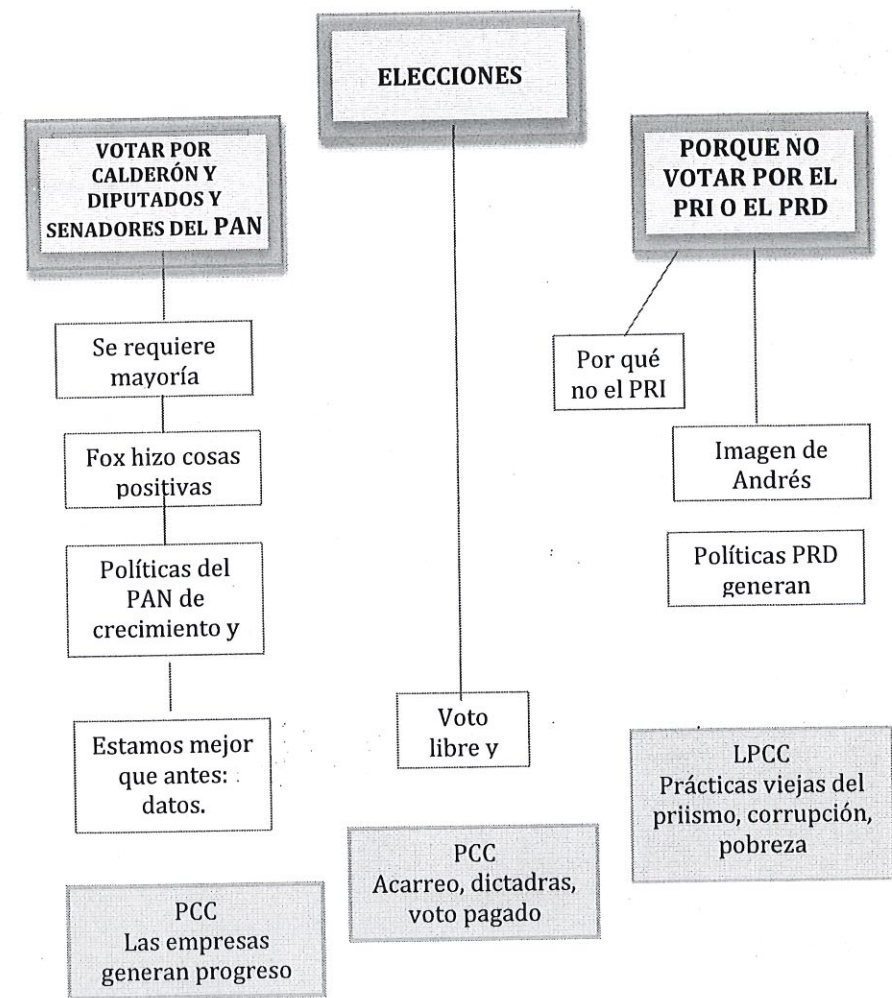 ELECCIONES
VOTAR POR
CALDERÓN Y
DIPUTADOS Y
SENADORES DEL PAN
Se requiere
mayoría
Fox hizo cosas
positivas
Políticas del
PAN de
crecimiento y
Estamos mejor
que antes:
datos.
PCC
Las empresas
generan progreso
Voto
libre y
PCC
Acarreo, dictadras,
voto pagado
PORQUE NO
VOTAR POR EL
PRI O EL PRD
Por qué
no el PRI
Imagen de
Andrés
Políticas PRD
generan
LPCC
Prácticas viejas del
priismo, corrupción,
pobreza